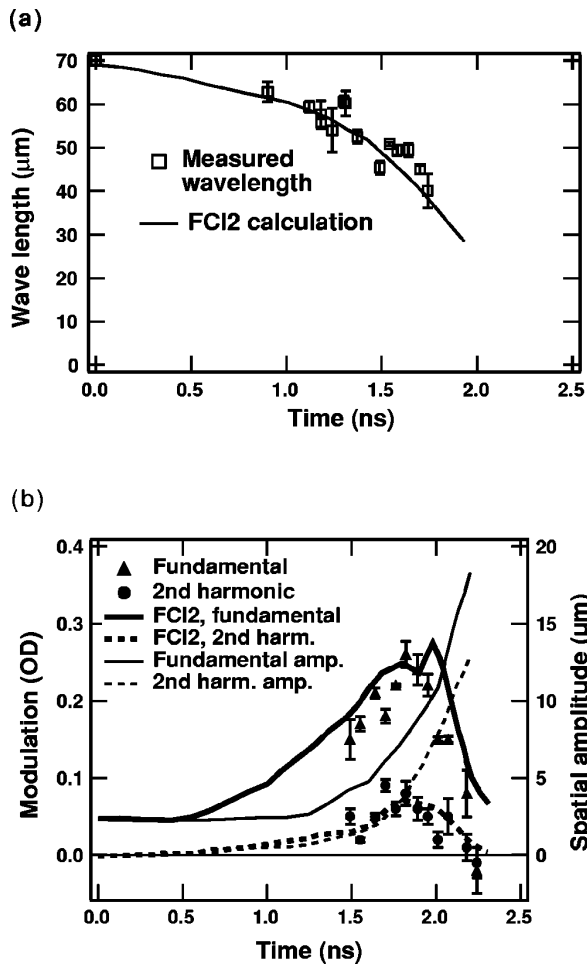 (a)
70
60
50
40
30
20
10
0
Wave length (μm)
Measured
wavelength
FCI2 calculation
0.0
0.5
1.0
1.5
2.0
2.5
Time (ns)
(b)
0.4
0.3
0.2
0.1
0.0
Modulation (OD)
Fundamental
2nd harmonic
FCI2, fundamental
FCI2, 2nd harm.
Fundamental amp.
2nd harm. amp.
20
15
10
5
0
Spatial amplitude (μm)
0.0
0.5
1.0
1.5
2.0
2.5
Time (ns)